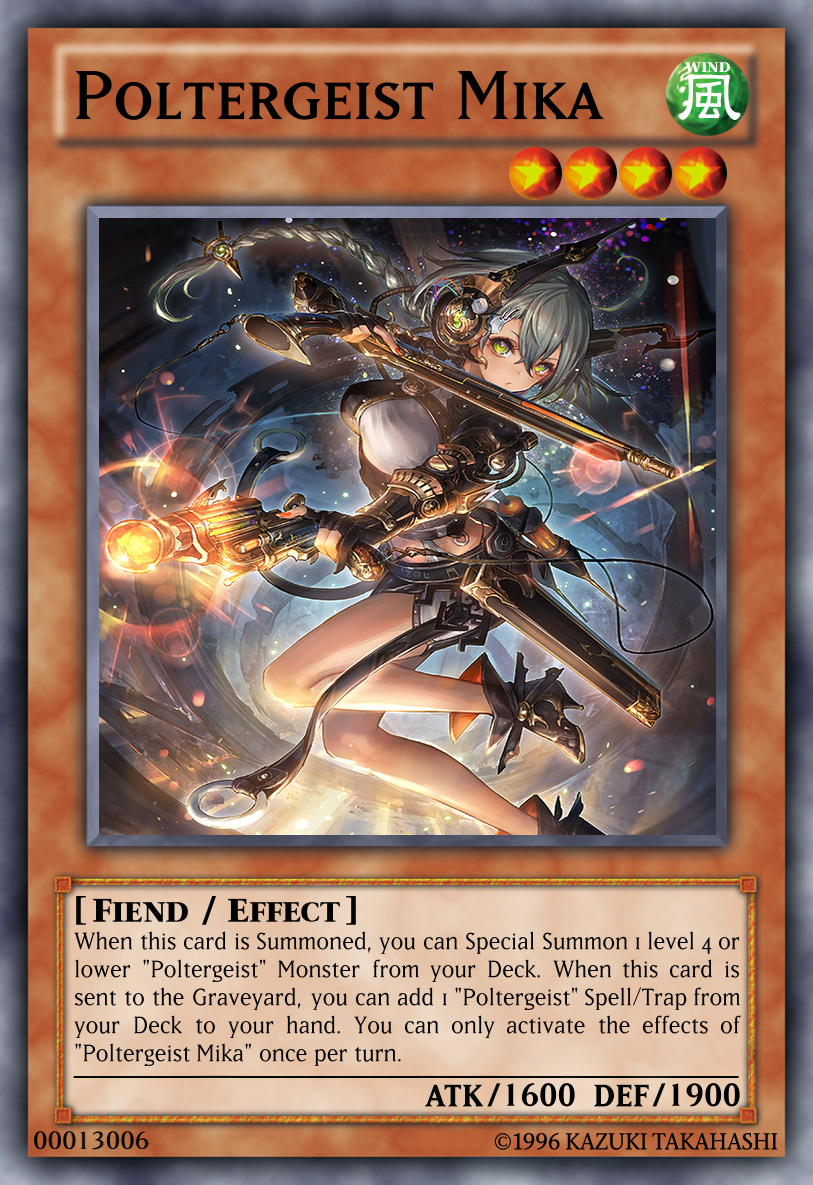 Poltergeist Mika
WIND
風
[ Fiend / Effect ]
When this card is Summoned, you can Special Summon 1 level 4 or
lower "Poltergeist" Monster from your Deck. When this card is
sent to the Graveyard, you can add 1 "Poltergeist" Spell/Trap from
your Deck to your hand. You can only activate the effects of
"Poltergeist Mika" once per turn.
ATK/1600 DEF/1900
00013006
©1996 KAZUKI TAKAHASHI